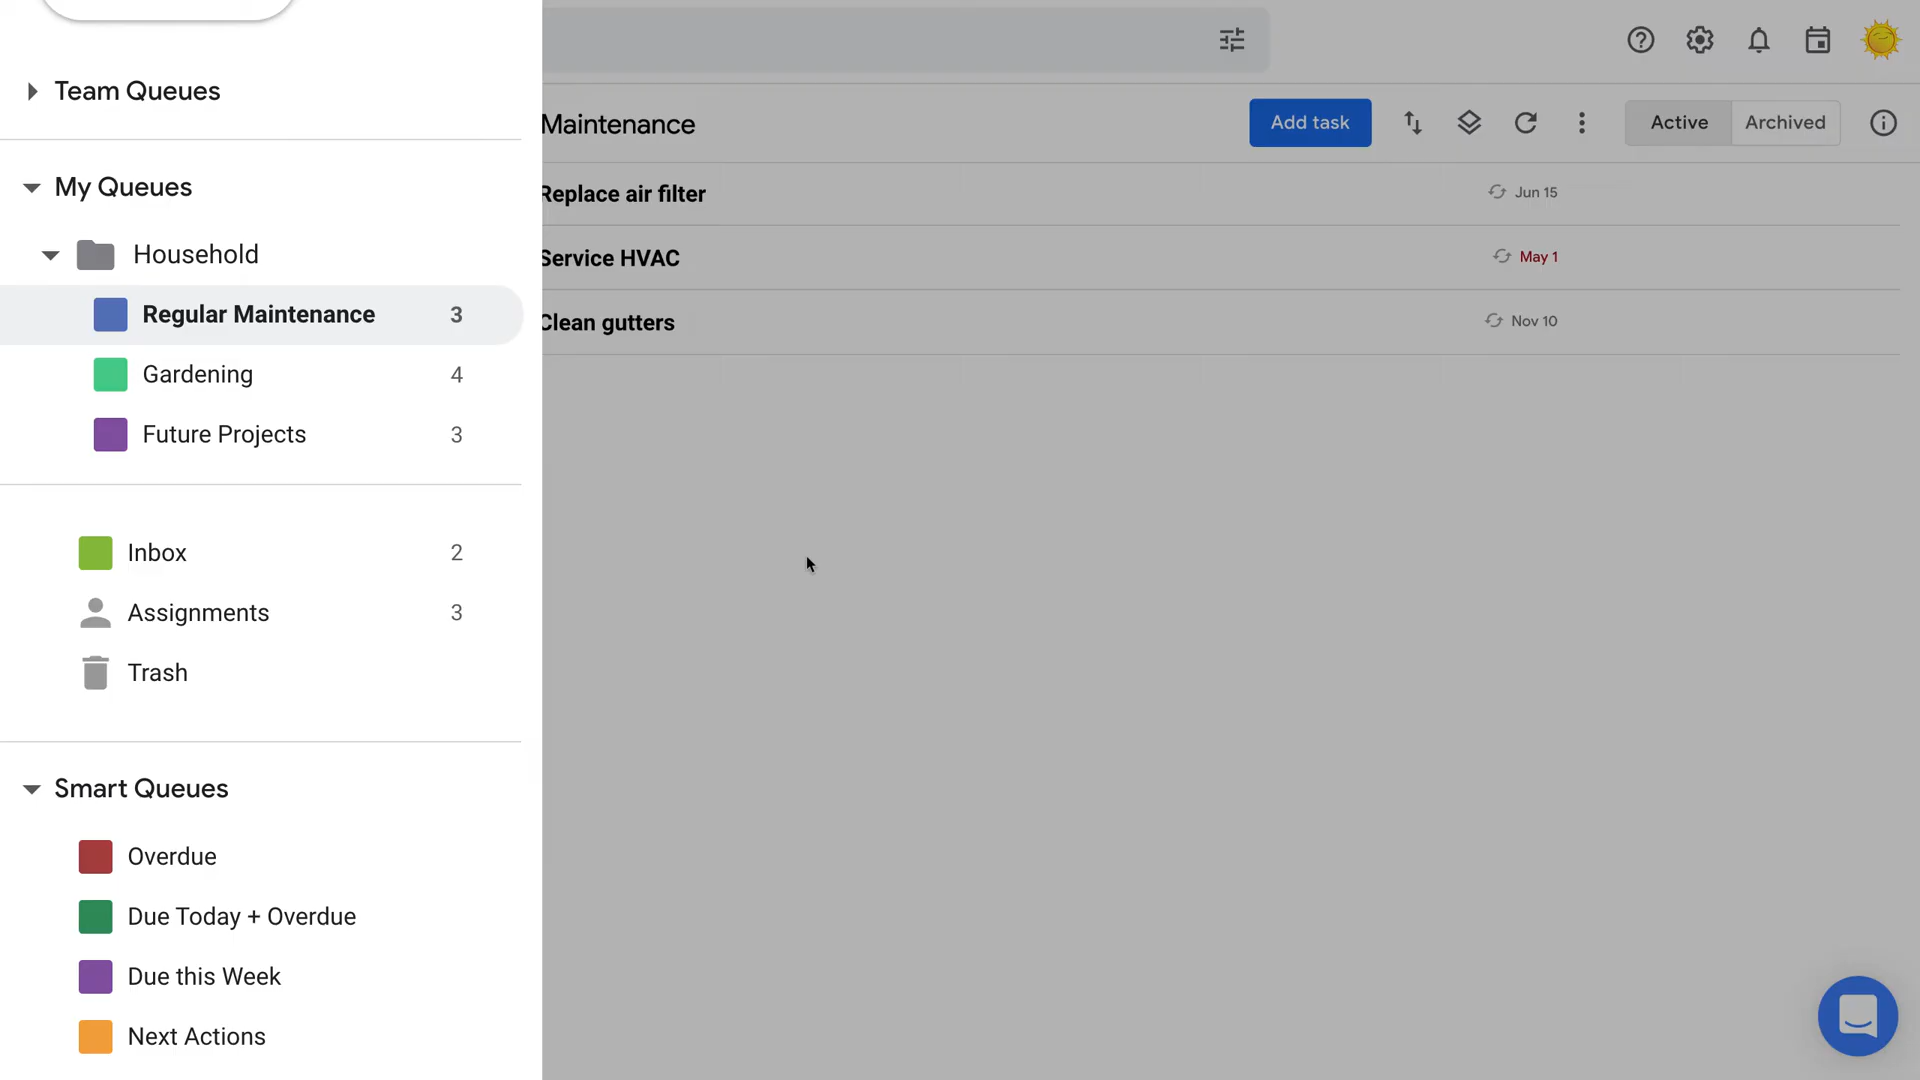 Team Queues
My Queues
Household
Regular Maintenance 3
Gardening 4
Future Projects 3
Inbox 2
Assignments 3
Trash
Smart Queues
Overdue
Due Today + Overdue
Due this Week
Next Actions
Maintenance
Add task
Active
Archived
Replace air filter Jun 15
Service HVAC May 1
Clean gutters Nov 10